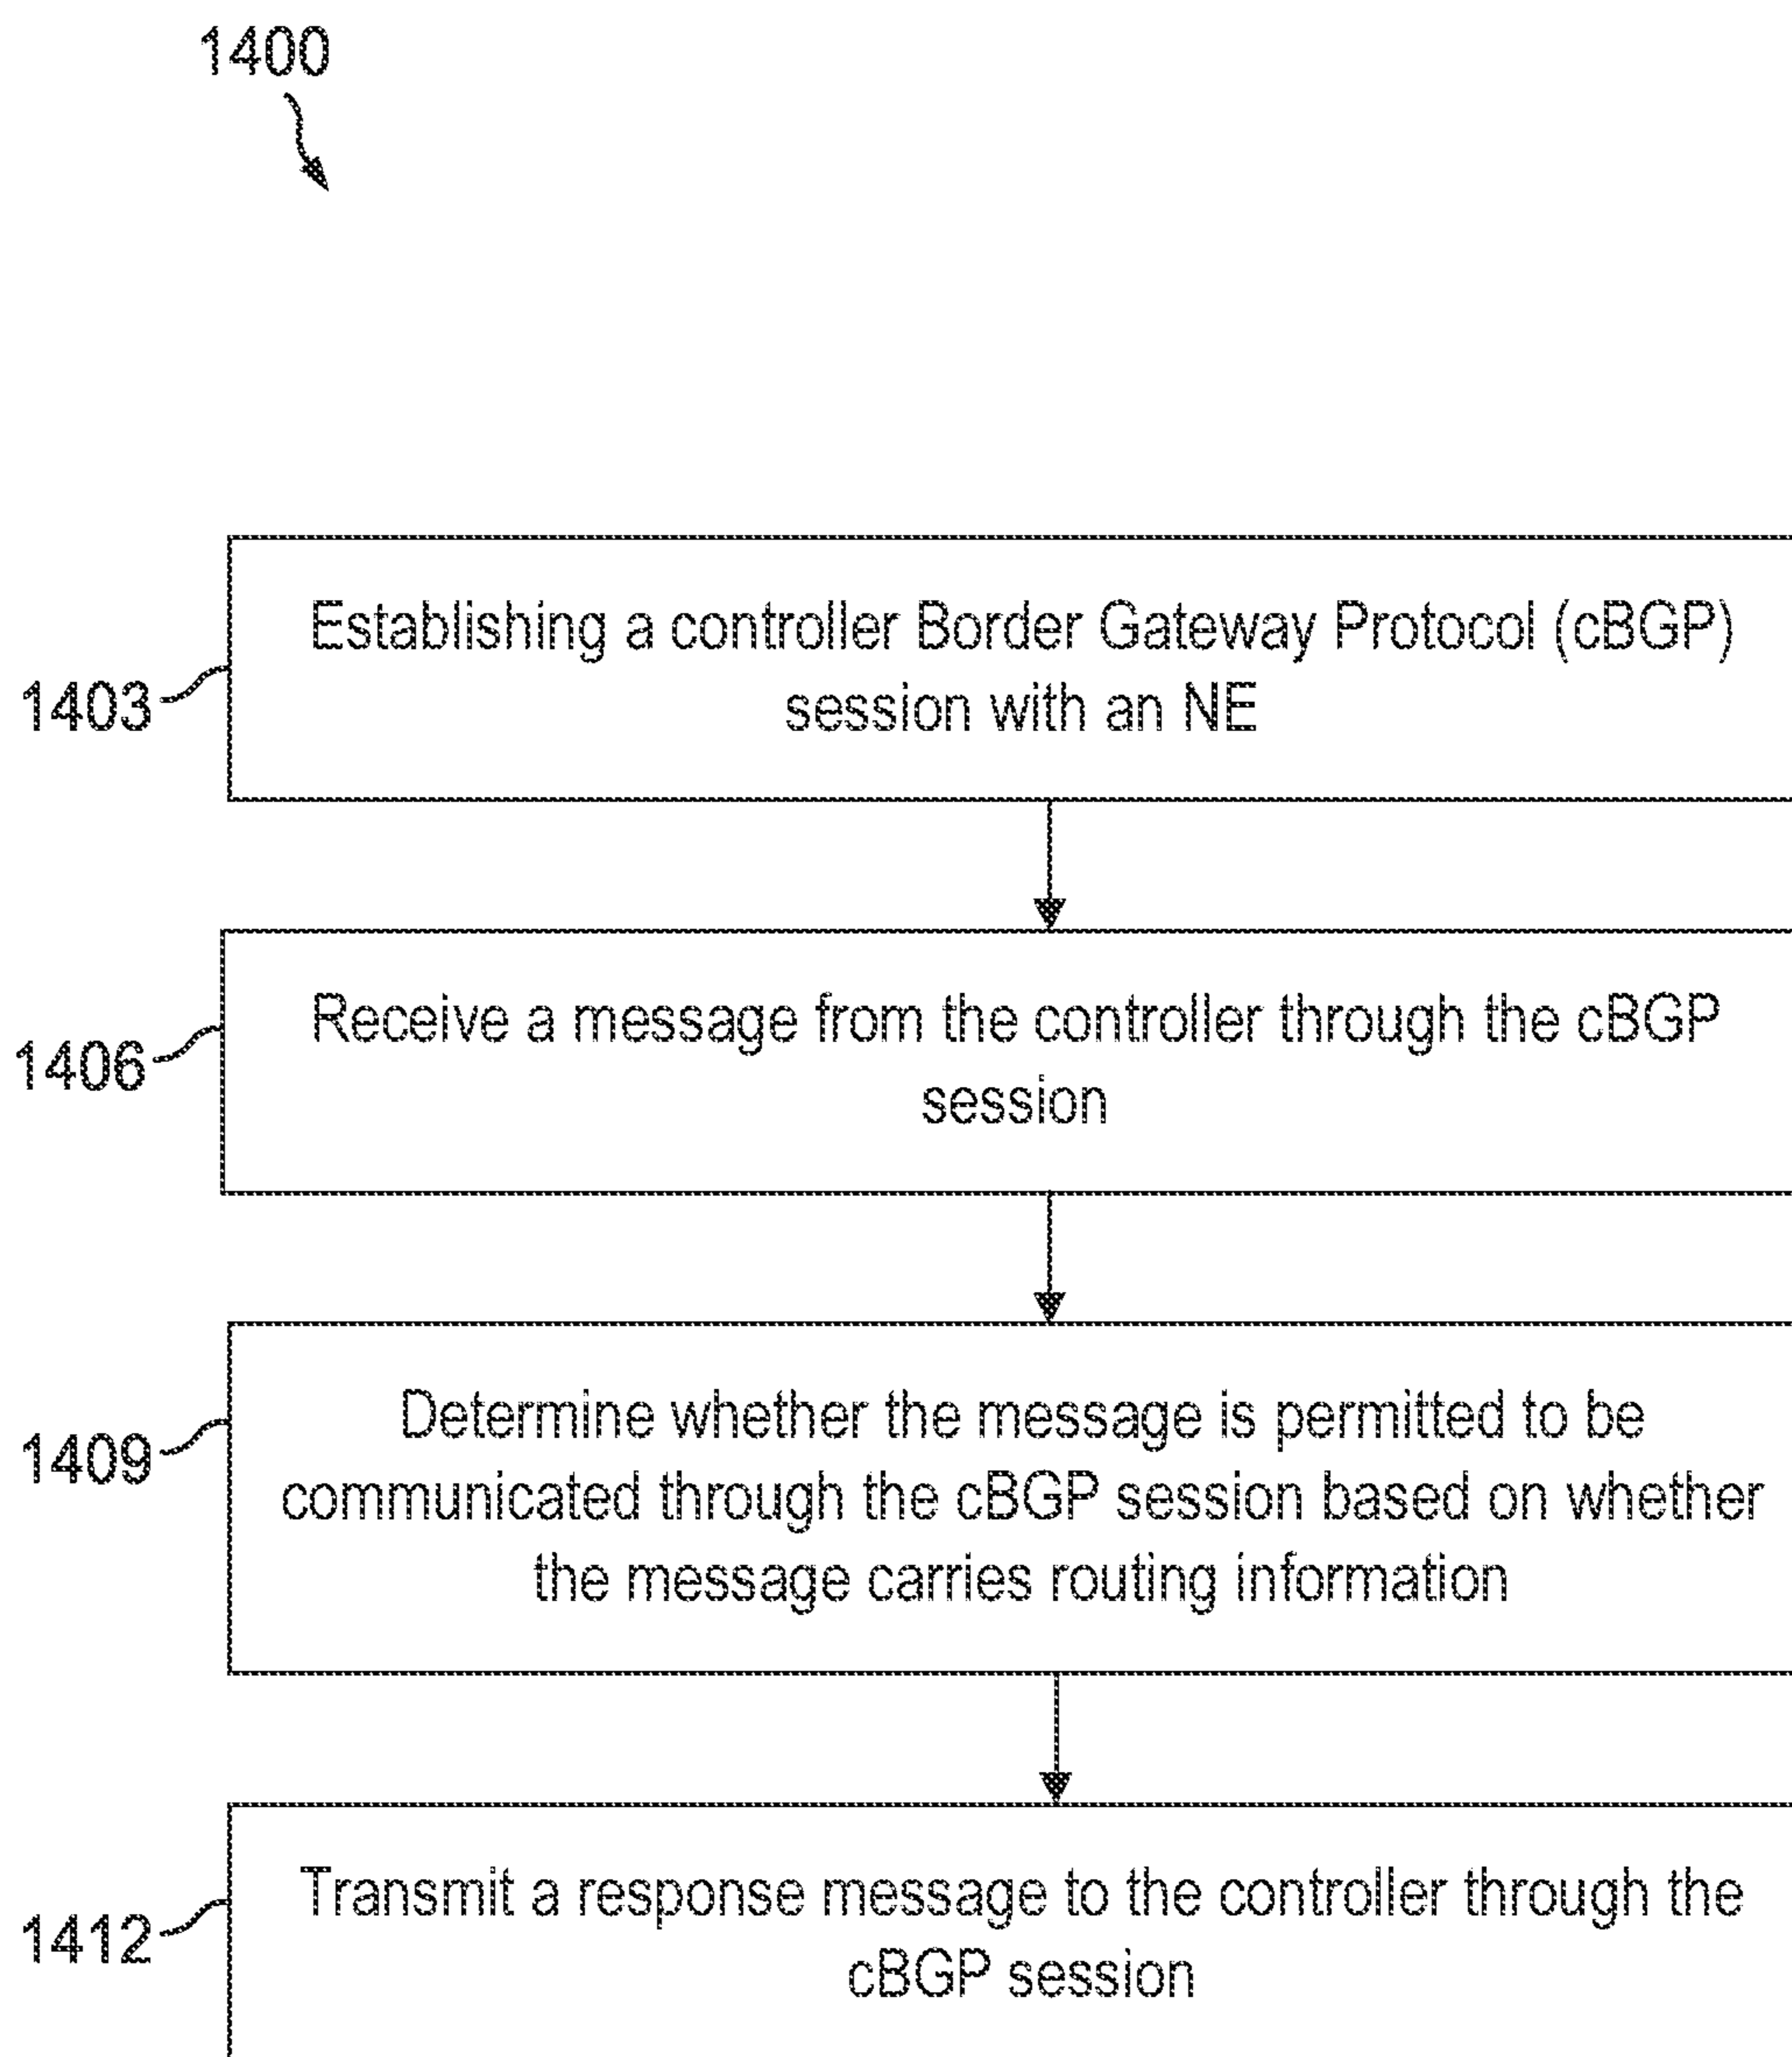 1400
Establishing a controller Border Gateway Protocol (cBGP)
session with an NE
1403
Receive a message from the controller through the cBGP
session
1406
Determine whether the message is permitted to be
communicated through the cBGP session based on whether
the message carries routing information
1409
Transmit a response message to the controller through the
cBGP session
1412